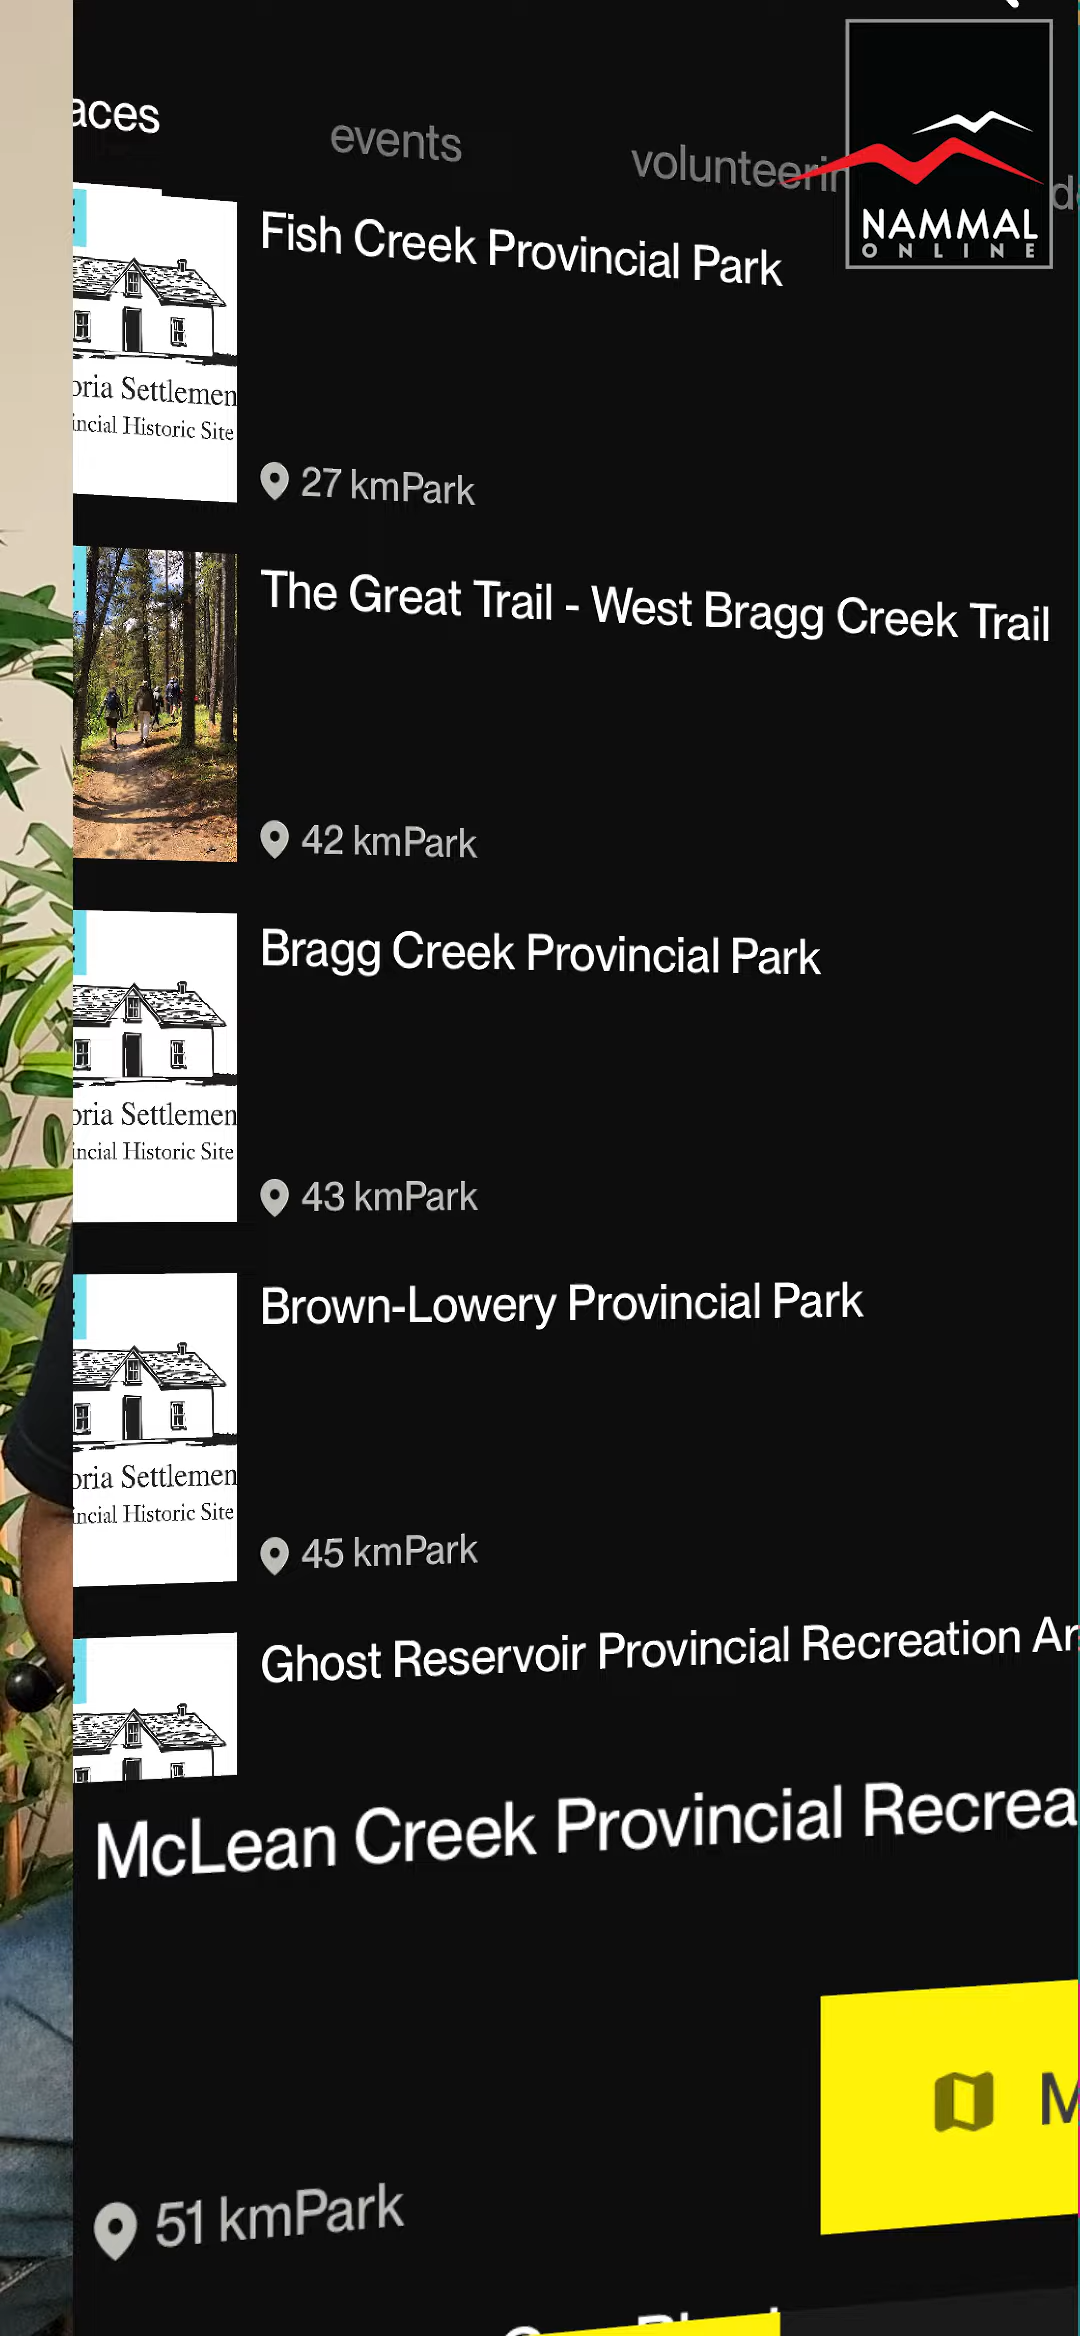 aces
events
volunteerin
NAMMAL
ONLINE
Fish Creek Provincial Park
oria Settlemen
incial Historic Site
27 kmPark
The Great Trail - West Bragg Creek Trail
42 kmPark
Bragg Creek Provincial Park
oria Settlemen
incial Historic Site
43 kmPark
Brown-Lowery Provincial Park
oria Settlemen
incial Historic Site
45 kmPark
Ghost Reservoir Provincial Recreation Ar
McLean Creek Provincial Recrea
M
51 kmPark